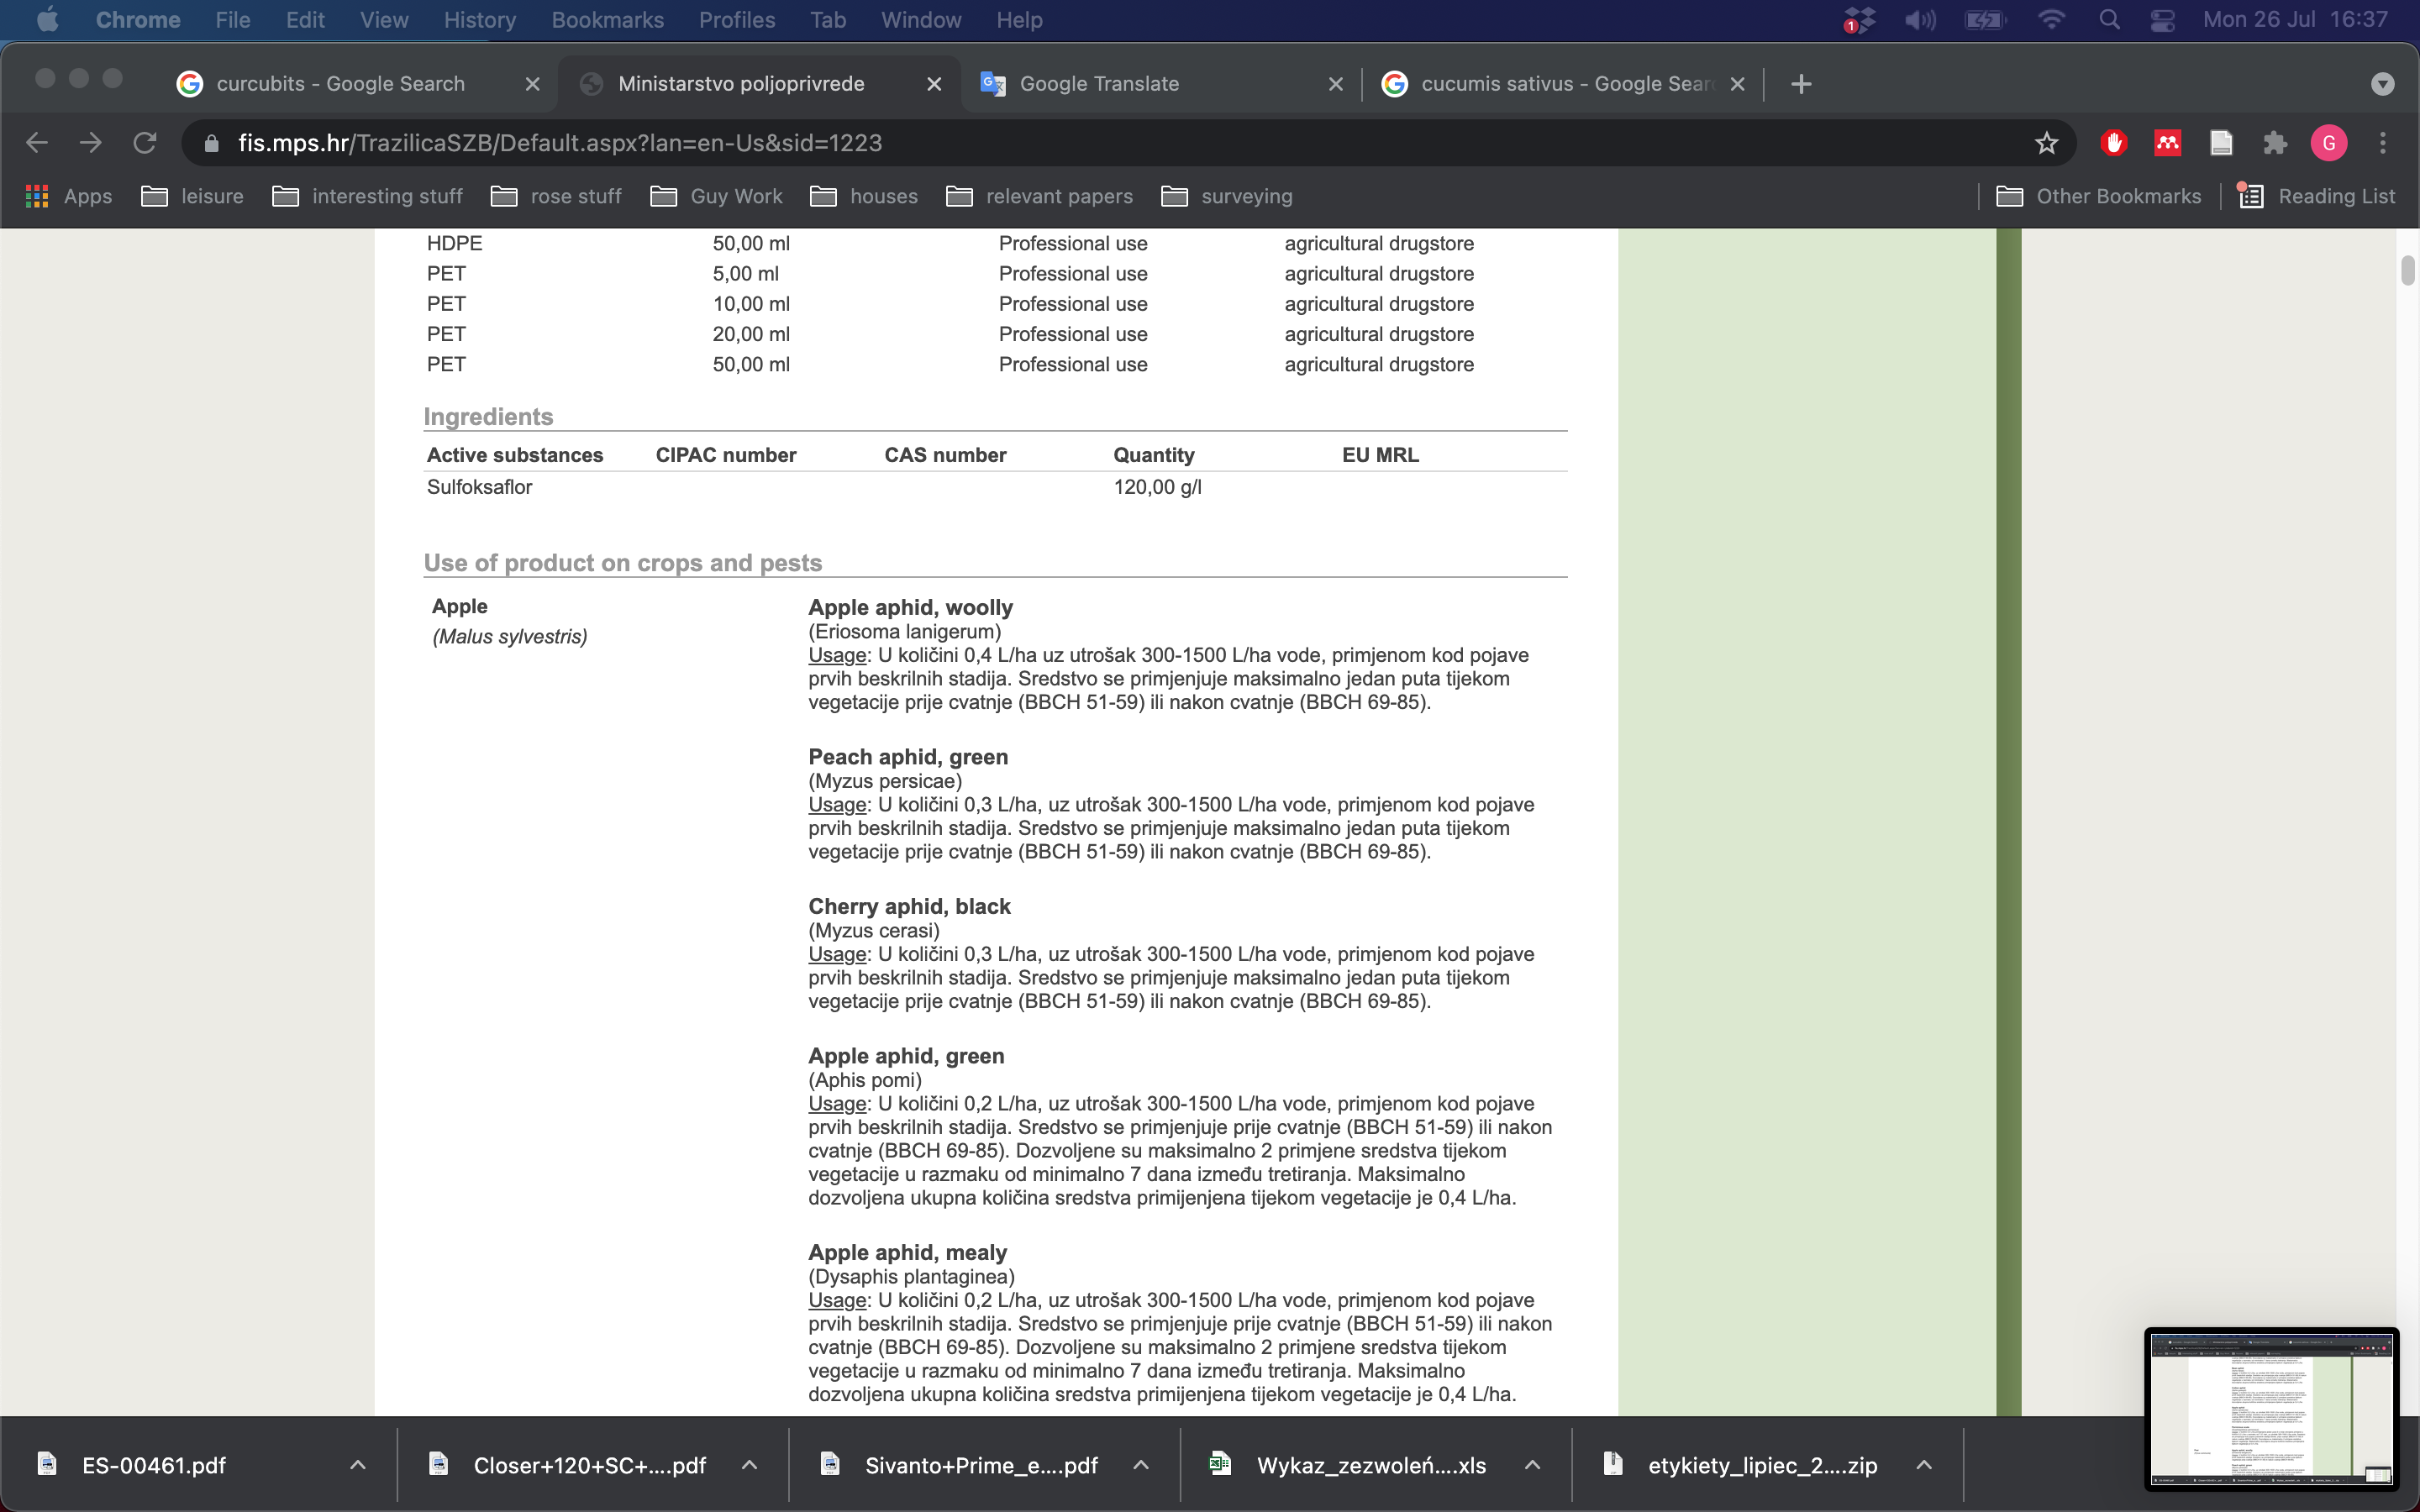 Chrome File Edit View History Bookmarks Profiles Tab Window Help 1 Mon 26 Jul 16:37
curcubits - Google Search Ministarstvo poljoprivrede Google Translate cucumis sativus - Google Sear
fis.mps.hr/TrazilicaSZB/Default.aspx?lan=en-Us&sid=1223 G
Apps leisure interesting stuff rose stuff Guy Work houses relevant papers surveying Other Bookmarks Reading List
HDPE 50,00 ml Professional use agricultural drugstore
PET 5,00 ml Professional use agricultural drugstore
PET 10,00 ml Professional use agricultural drugstore
PET 20,00 ml Professional use agricultural drugstore
PET 50,00 ml Professional use agricultural drugstore
Ingredients
Active substances CIPAC number CAS number Quantity EU MRL
Sulfoksaflor 120,00 g/l
Use of product on crops and pests
Apple
(Malus sylvestris)
Apple aphid, woolly
(Eriosoma lanigerum)
Usage: U količini 0,4 L/ha uz utrošak 300-1500 L/ha vode, primjenom kod pojave
prvih beskrilnih stadija. Sredstvo se primjenjuje maksimalno jedan puta tijekom
vegetacije prije cvatnje (BBCH 51-59) ili nakon cvatnje (BBCH 69-85).
Peach aphid, green
(Myzus persicae)
Usage: U količini 0,3 L/ha, uz utrošak 300-1500 L/ha vode, primjenom kod pojave
prvih beskrilnih stadija. Sredstvo se primjenjuje maksimalno jedan puta tijekom
vegetacije prije cvatnje (BBCH 51-59) ili nakon cvatnje (BBCH 69-85).
Cherry aphid, black
(Myzus cerasi)
Usage: U količini 0,3 L/ha, uz utrošak 300-1500 L/ha vode, primjenom kod pojave
prvih beskrilnih stadija. Sredstvo se primjenjuje maksimalno jedan puta tijekom
vegetacije prije cvatnje (BBCH 51-59) ili nakon cvatnje (BBCH 69-85).
Apple aphid, green
(Aphis pomi)
Usage: U količini 0,2 L/ha, uz utrošak 300-1500 L/ha vode, primjenom kod pojave
prvih beskrilnih stadija. Sredstvo se primjenjuje prije cvatnje (BBCH 51-59) ili nakon
cvatnje (BBCH 69-85). Dozvoljene su maksimalno 2 primjene sredstva tijekom
vegetacije u razmaku od minimalno 7 dana između tretiranja. Maksimalno
dozvoljena ukupna količina sredstva primijenjena tijekom vegetacije je 0,4 L/ha.
Apple aphid, mealy
(Dysaphis plantaginea)
Usage: U količini 0,2 L/ha, uz utrošak 300-1500 L/ha vode, primjenom kod pojave
prvih beskrilnih stadija. Sredstvo se primjenjuje prije cvatnje (BBCH 51-59) ili nakon
cvatnje (BBCH 69-85). Dozvoljene su maksimalno 2 primjene sredstva tijekom
vegetacije u razmaku od minimalno 7 dana između tretiranja. Maksimalno
dozvoljena ukupna količina sredstva primijenjena tijekom vegetacije je 0,4 L/ha.
ES-00461.pdf Closer+120+SC+....pdf Sivanto+Prime_e....pdf Wykaz_zezwoleń....xls etykiety_lipiec_2....zip